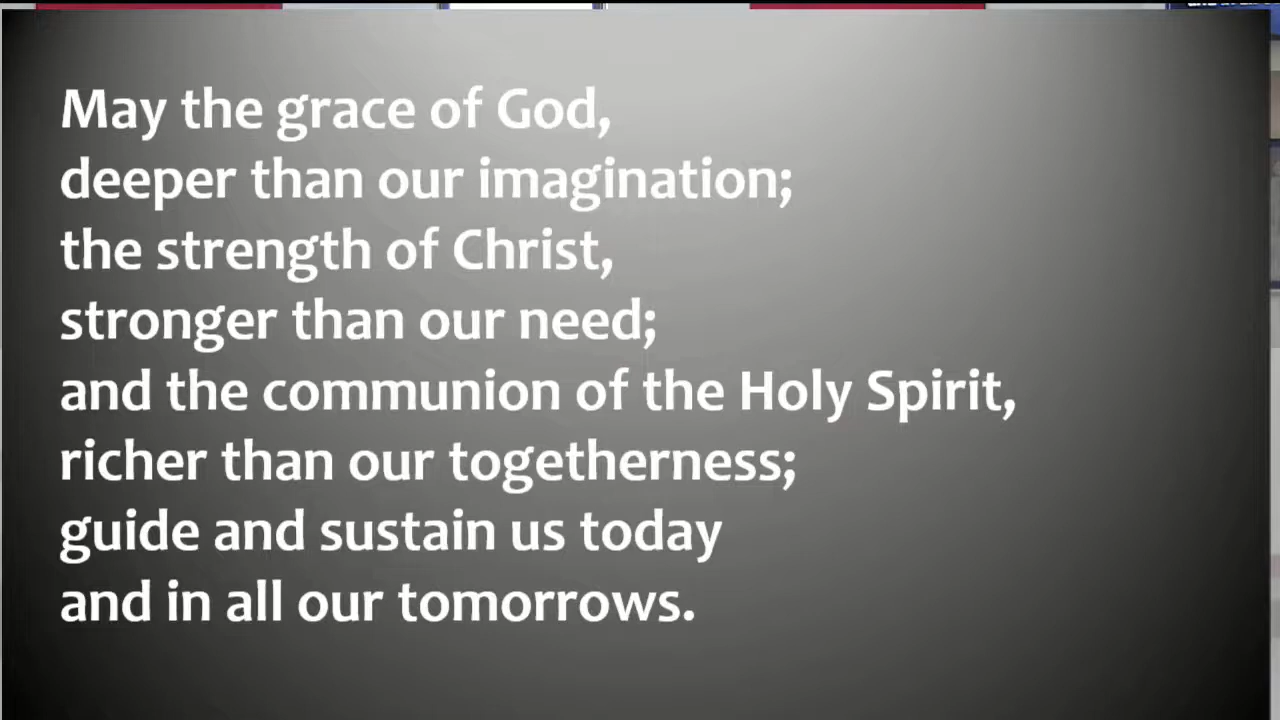 May the grace of God,
deeper than our imagination;
the strength of Christ,
stronger than our need;
and the communion of the Holy Spirit,
richer than our togetherness;
guide and sustain us today
and in all our tomorrows.